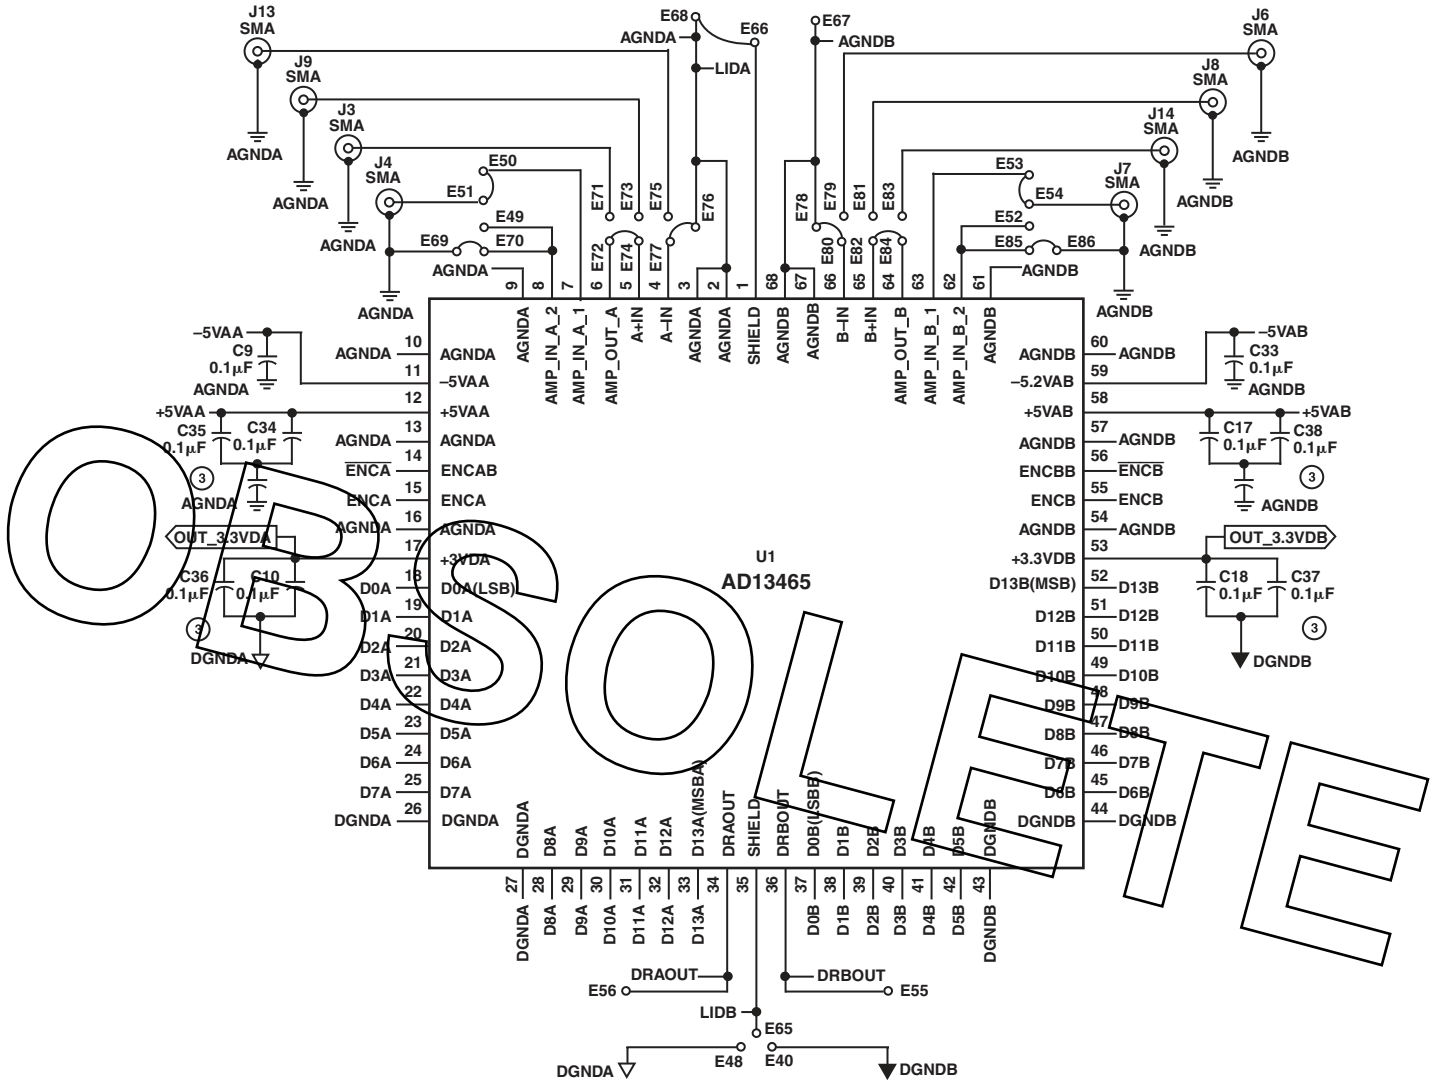 J13
SMA
J9
SMA
J3
SMA
J4
SMA
AGNDA
AGNDA
AGNDA
AGNDA
E68
AGNDA
E66
LIDA
E67
AGNDB
J6
SMA
J8
SMA
J14
SMA
J7
SMA
AGNDB
AGNDB
AGNDB
AGNDB
E50
E51
E49
E69
E70
AGNDA
E71
E73
E75
E76
E72
E74
E77
E78
E79
E81
E83
E80
E82
E84
E53
E54
E52
E85
E86
AGNDB
9
8
7
6
5
4
3
2
1
68
67
66
65
64
63
62
61
AGNDA
AMP_IN_A_2
AMP_IN_A_1
AMP_OUT_A
A+IN
A–IN
AGNDA
AGNDA
SHIELD
AGNDB
AGNDB
B–IN
B+IN
AMP_OUT_B
AMP_IN_B_1
AMP_IN_B_2
AGNDB
–5VAA
C9
0.1µF
AGNDA
+5VAA
C35
0.1µF
C34
0.1µF
3
AGNDA
OUT_3.3VDA
C36
0.1µF
C10
0.1µF
3
DGNDA
AGNDA 10 AGNDA
11 –5VAA
12 +5VAA
AGNDA 13 AGNDA
ENCA 14 ENCAB
ENCA 15 ENCA
AGNDA 16 AGNDA
17 +3VDA
D0A 18 D0A(LSB)
D1A 19 D1A
D2A 20 D2A
D3A 21 D3A
D4A 22 D4A
D5A 23 D5A
D6A 24 D6A
D7A 25 D7A
DGNDA 26 DGNDA
U1
AD13465
AGNDB 60 AGNDB
–5.2VAB 59
+5VAB 58
AGNDB 57 AGNDB
ENCBB 56 ENCB
ENCB 55 ENCB
AGNDB 54 AGNDB
+3.3VDB 53
D13B(MSB) 52 D13B
D12B 51 D12B
D11B 50 D11B
D10B 49 D10B
D9B 48 D9B
D8B 47 D8B
D7B 46 D7B
D6B 45 D6B
DGNDB 44 DGNDB
–5VAB
C33
0.1µF
AGNDB
+5VAB
C17
0.1µF
C38
0.1µF
3
AGNDB
OUT_3.3VDB
C18
0.1µF
C37
0.1µF
3
DGNDB
DGNDA
D8A
D9A
D10A
D11A
D12A
D13A(MSBA)
DRAOUT
SHIELD
DRBOUT
D0B(LSBB)
D1B
D2B
D3B
D4B
D5B
DGNDB
27
28
29
30
31
32
33
34
35
36
37
38
39
40
41
42
43
DGNDA
D8A
D9A
D10A
D11A
D12A
D13A
D0B
D1B
D2B
D3B
D4B
D5B
DGNDB
DRAOUT
E56
DRBOUT
E55
LIDB
E65
E48
E40
DGNDA
DGNDB
OBSOLETE